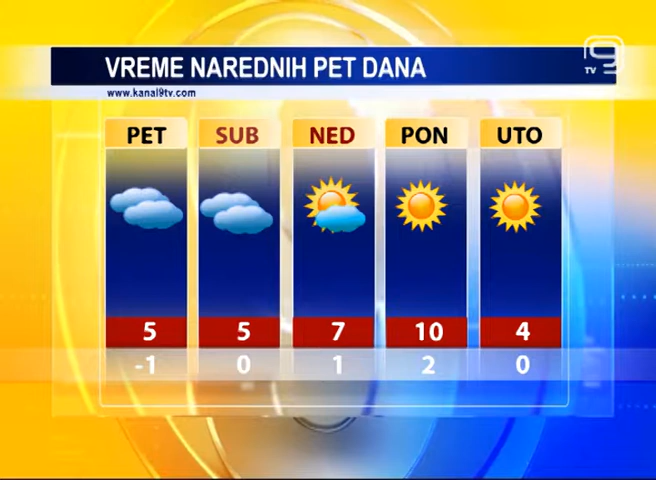 VREME NAREDNIH PET DANA
www.kanal9tv.com
TV 9
PET SUB NED PON UTO
5 5 7 10 4
-1 0 1 2 0